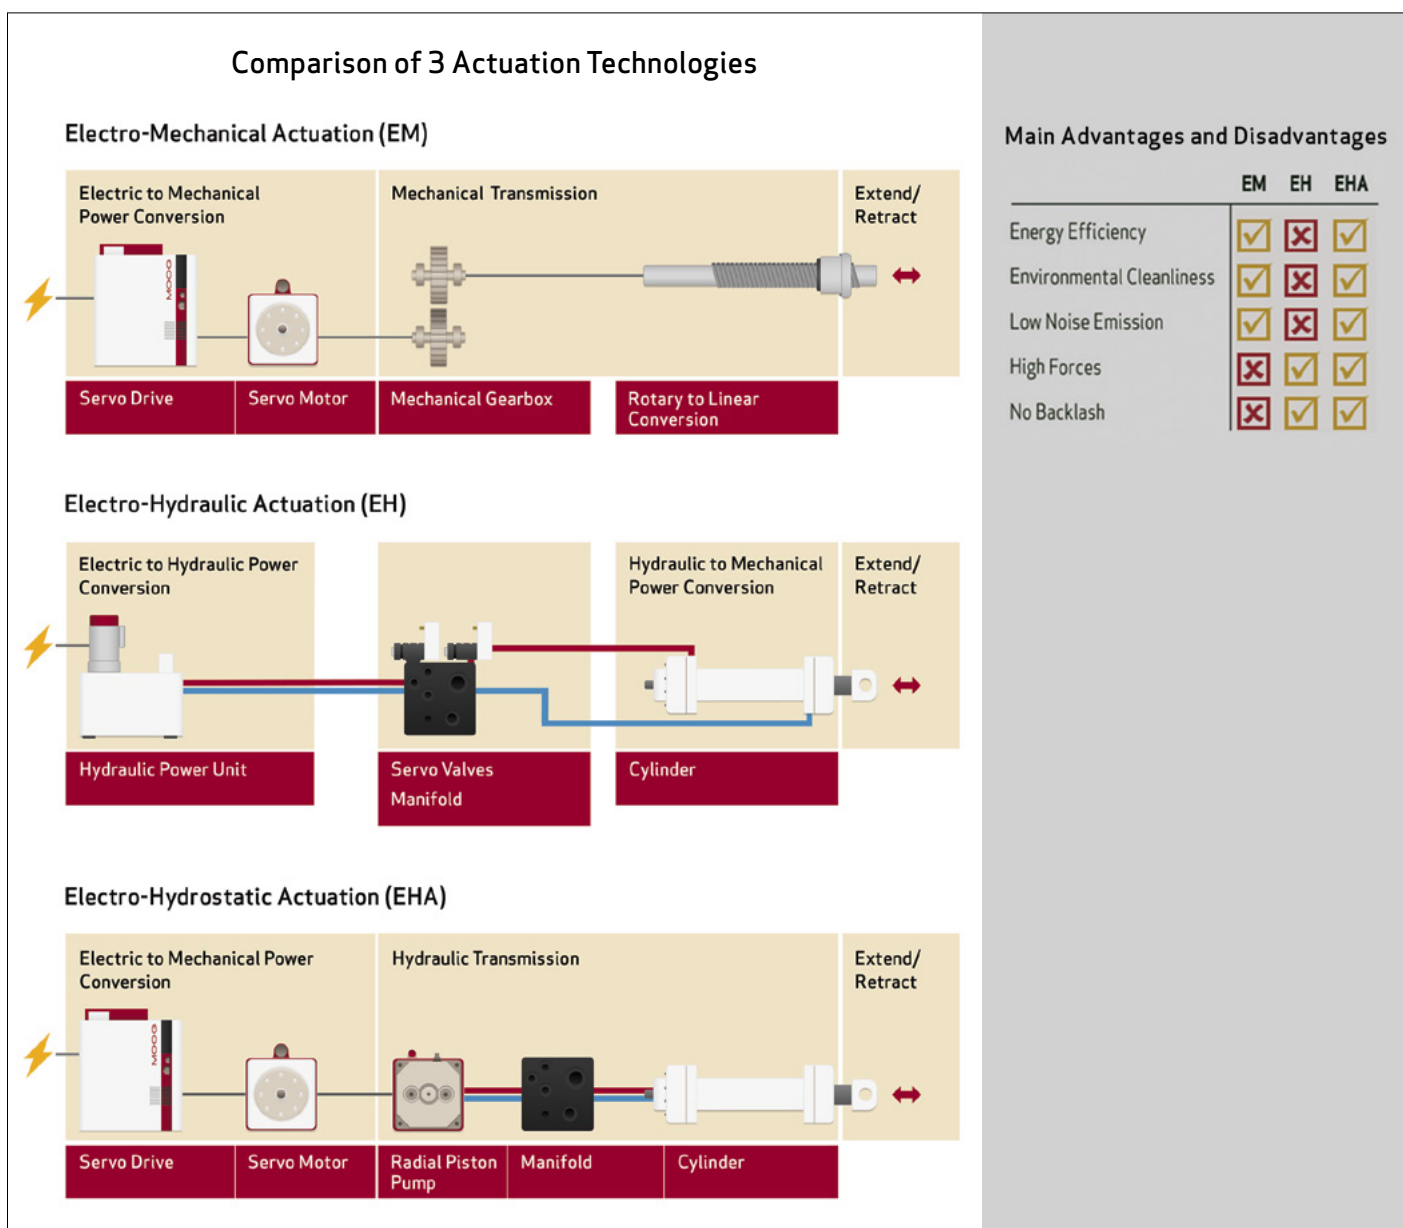 Comparison of 3 Actuation Technologies
Electro-Mechanical Actuation (EM)
Electric to Mechanical
Power Conversion
Mechanical Transmission
Extend/
Retract
MOOG
Servo Drive
Servo Motor
Mechanical Gearbox
Rotary to Linear
Conversion
Electro-Hydraulic Actuation (EH)
Electric to Hydraulic Power
Conversion
Hydraulic to Mechanical
Power Conversion
Extend/
Retract
Hydraulic Power Unit
Servo Valves
Manifold
Cylinder
Electro-Hydrostatic Actuation (EHA)
Electric to Mechanical Power
Conversion
Hydraulic Transmission
Extend/
Retract
MOOG
Servo Drive
Servo Motor
Radial Piston
Pump
Manifold
Cylinder
Main Advantages and Disadvantages
EM EH EHA
Energy Efficiency
Environmental Cleanliness
Low Noise Emission
High Forces
No Backlash